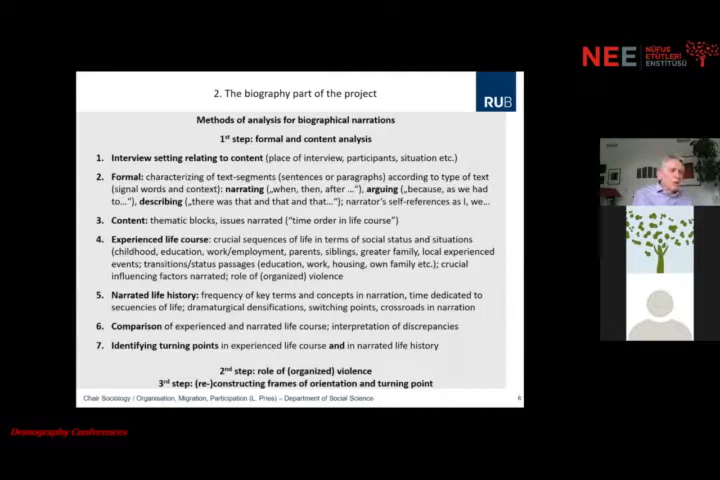 NEE
NÜFUS
ETÜTLERİ
ENSTİTÜSÜ
2. The biography part of the project
RUB
Methods of analysis for biographical narrations
1st step: formal and content analysis
1. Interview setting relating to content (place of interview, participants, situation etc.)
2. Formal: characterizing of text-segments (sentences or paragraphs) according to type of text
(signal words and context): narrating („when, then, after …“), arguing („because, as we had
to…“), describing („there was that and that and that…“); narrator’s self-references as I, we…
3. Content: thematic blocks, issues narrated (“time order in life course”)
4. Experienced life course: crucial sequences of life in terms of social status and situations
(childhood, education, work/employment, parents, siblings, greater family, local experienced
events; transitions/status passages (education, work, housing, own family etc.); crucial
influencing factors narrated; role of (organized) violence
5. Narrated life history: frequency of key terms and concepts in narration, time dedicated to
secuencies of life; dramaturgical densifications, switching points, crossroads in narration
6. Comparison of experienced and narrated life course; interpretation of discrepancies
7. Identifying turning points in experienced life course and in narrated life history
2nd step: role of (organized) violence
3rd step: (re-)constructing frames of orientation and turning point
Chair Sociology / Organisation, Migration, Participation (L. Pries) – Department of Social Science
6
Demography Conferences